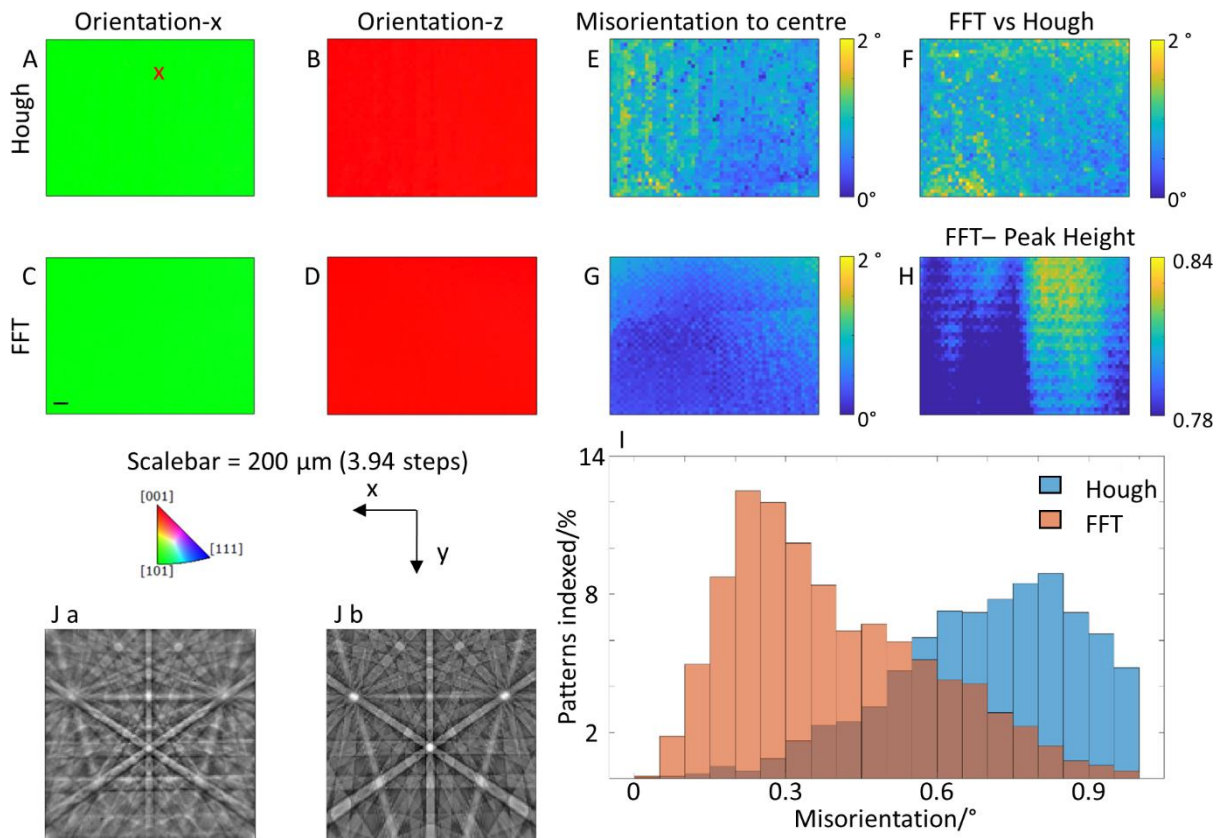 Orientation-x
Orientation-z
Misorientation to centre
FFT vs Hough
A
x
B
E
2 °
0°
F
2 °
0°
Hough
FFT– Peak Height
C
D
G
2 °
0°
H
0.84
0.78
FFT
Scalebar = 200 µm (3.94 steps)
[001]
[111]
[101]
x
y
J a
J b
I
14
8
2
Patterns indexed/%
Hough
FFT
0
0.3
0.6
0.9
Misorientation/°